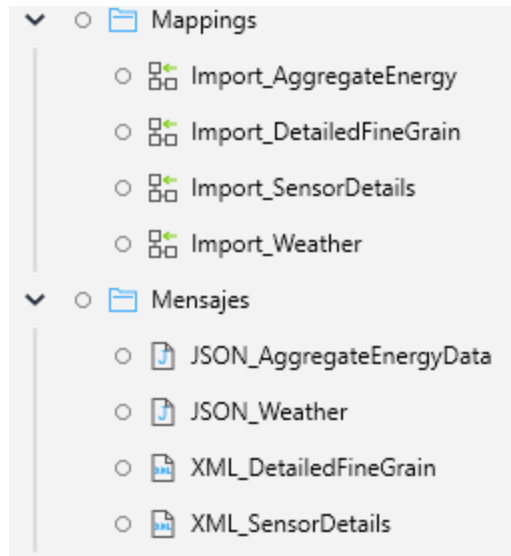 Mappings
Import_AggregateEnergy
Import_DetailedFineGrain
Import_SensorDetails
Import_Weather
Mensajes
JSON_AggregateEnergyData
JSON_Weather
XML_DetailedFineGrain
XML_SensorDetails